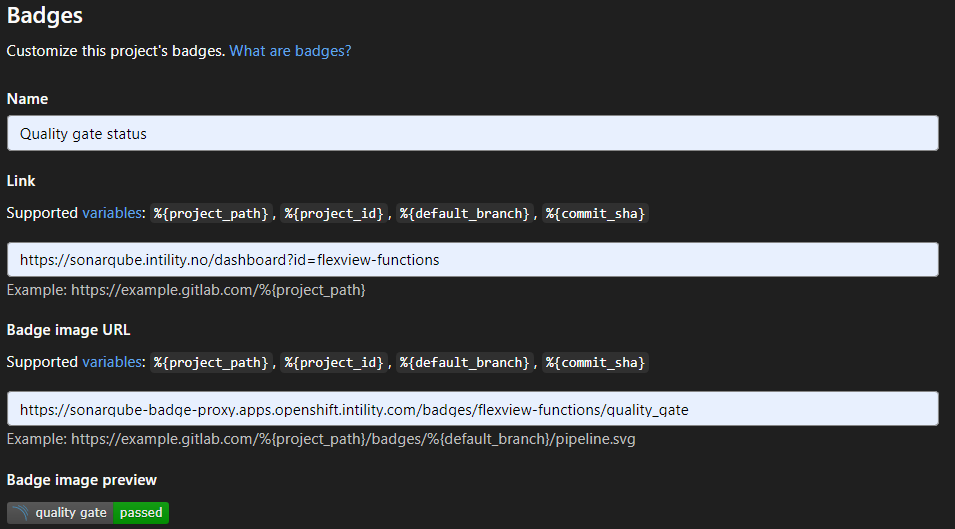 Badges
Customize this project's badges. What are badges?
Name
Quality gate status
Link
Supported variables: %{project_path}, %{project_id}, %{default_branch}, %{commit_sha}
https://sonarqube.intility.no/dashboard?id=flexview-functions
Example: https://example.gitlab.com/%{project_path}
Badge image URL
Supported variables: %{project_path}, %{project_id}, %{default_branch}, %{commit_sha}
https://sonarqube-badge-proxy.apps.openshift.intility.com/badges/flexview-functions/quality_gate
Example: https://example.gitlab.com/%{project_path}/badges/%{default_branch}/pipeline.svg
Badge image preview
quality gate passed